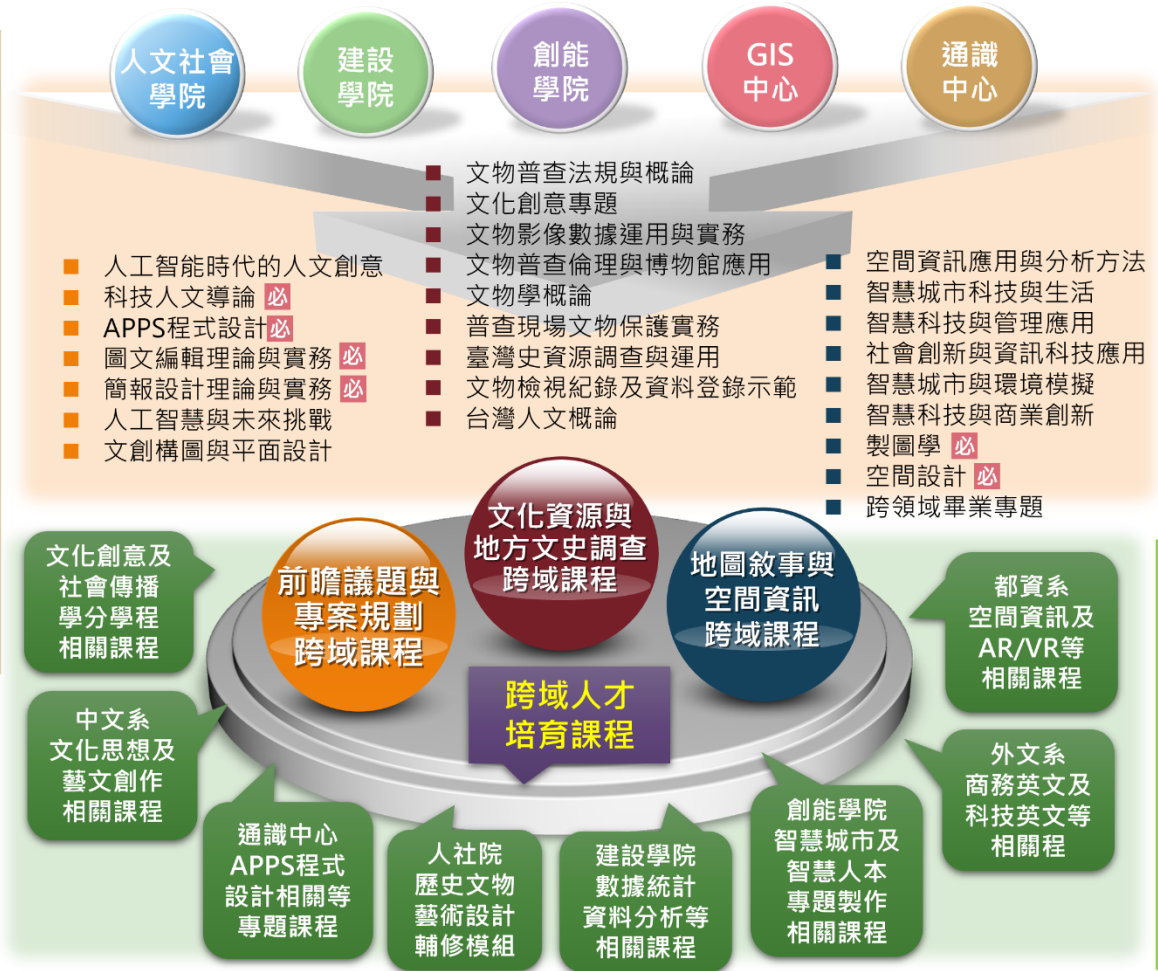 人文社會
學院
建設
學院
創能
學院
GIS
中心
通識
中心
■ 人工智能時代的人文創意
■ 科技人文導論 必
■ APPS程式設計 必
■ 圖文編輯理論與實務 必
■ 簡報設計理論與實務 必
■ 人工智慧與未來挑戰
■ 文創構圖與平面設計
■ 文物普查法規與概論
■ 文化創意專題
■ 文物影像數據運用與實務
■ 文物普查倫理與博物館應用
■ 文物學概論
■ 普查現場文物保護實務
■ 臺灣史資源調查與運用
■ 文物檢視紀錄及資料登錄示範
■ 台灣人文概論
■ 空間資訊應用與分析方法
■ 智慧城市科技與生活
■ 智慧科技與管理應用
■ 社會創新與資訊科技應用
■ 智慧城市與環境模擬
■ 智慧科技與商業創新
■ 製圖學 必
■ 空間設計 必
■ 跨領域畢業專題
前瞻議題與
專案規劃
跨域課程
文化資源與
地方文史調查
跨域課程
地圖敘事與
空間資訊
跨域課程
跨域人才
培育課程
文化創意及
社會傳播
學分學程
相關課程
中文系
文化思想及
藝文創作
相關課程
通識中心
APPS程式
設計相關等
專題課程
人社院
歷史文物
藝術設計
輔修模組
建設學院
數據統計
資料分析等
相關課程
創能學院
智慧城市及
智慧人本
專題製作
相關課程
外文系
商務英文及
科技英文等
相關程
都資系
空間資訊及
AR/VR等
相關課程